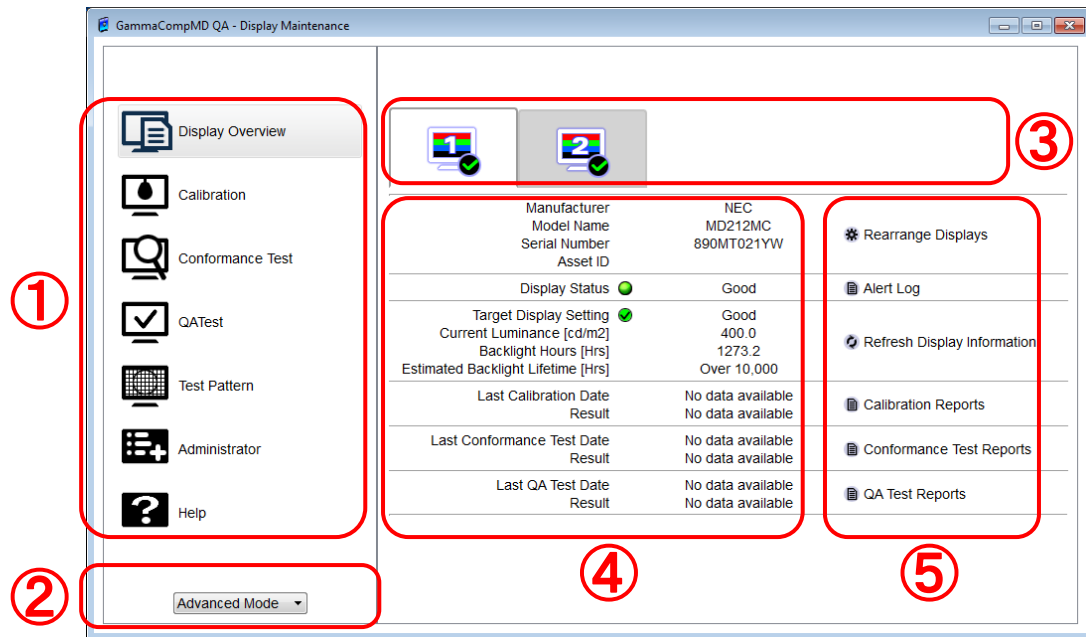 GammaCompMD QA - Display Maintenance
①
Display Overview
Calibration
Conformance Test
QATest
Test Pattern
Administrator
Help
②
Advanced Mode
③
1
2
④
Manufacturer NEC
Model Name MD212MC
Serial Number 890MT021YW
Asset ID
Display Status Good
Target Display Setting Good
Current Luminance [cd/m2] 400.0
Backlight Hours [Hrs] 1273.2
Estimated Backlight Lifetime [Hrs] Over 10,000
Last Calibration Date No data available
Result No data available
Last Conformance Test Date No data available
Result No data available
Last QA Test Date No data available
Result No data available
⑤
Rearrange Displays
Alert Log
Refresh Display Information
Calibration Reports
Conformance Test Reports
QA Test Reports